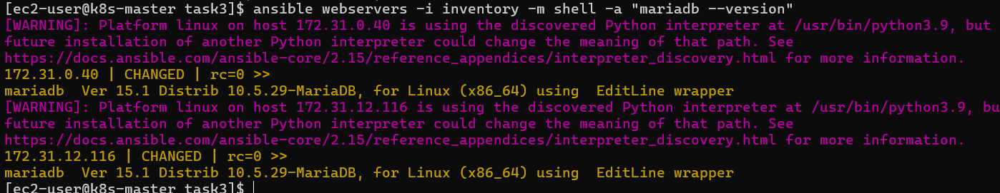 [ec2-user@k8s-master task3]$ ansible webservers -i inventory -m shell -a "mariadb --version"
[WARNING]: Platform linux on host 172.31.0.40 is using the discovered Python interpreter at /usr/bin/python3.9, but
future installation of another Python interpreter could change the meaning of that path. See
https://docs.ansible.com/ansible-core/2.15/reference_appendices/interpreter_discovery.html for more information.
172.31.0.40 | CHANGED | rc=0 >>
mariadb  Ver 15.1 Distrib 10.5.29-MariaDB, for Linux (x86_64) using  EditLine wrapper
[WARNING]: Platform linux on host 172.31.12.116 is using the discovered Python interpreter at /usr/bin/python3.9, bu
future installation of another Python interpreter could change the meaning of that path. See
https://docs.ansible.com/ansible-core/2.15/reference_appendices/interpreter_discovery.html for more information.
172.31.12.116 | CHANGED | rc=0 >>
mariadb  Ver 15.1 Distrib 10.5.29-MariaDB, for Linux (x86_64) using  EditLine wrapper
[ec2-user@k8s-master task3]$